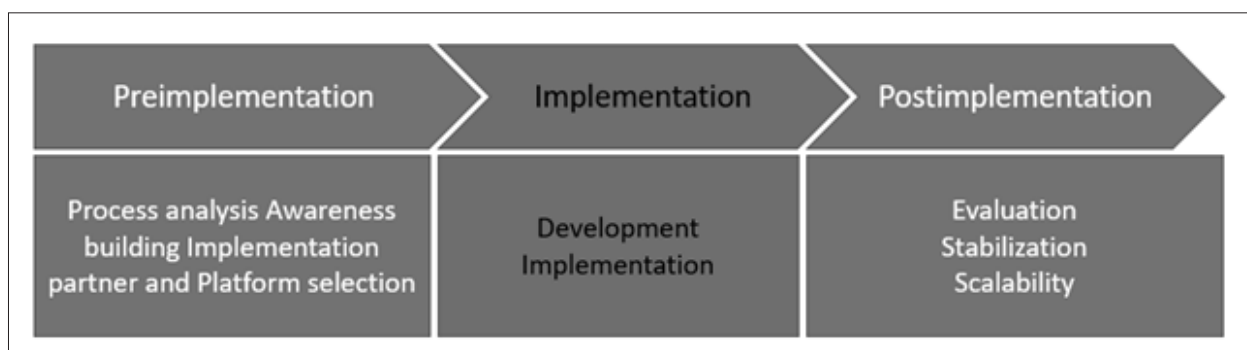 Preimplementation
Implementation
Postimplementation
Process analysis Awareness
building Implementation
partner and Platform selection
Development
Implementation
Evaluation
Stabilization
Scalability